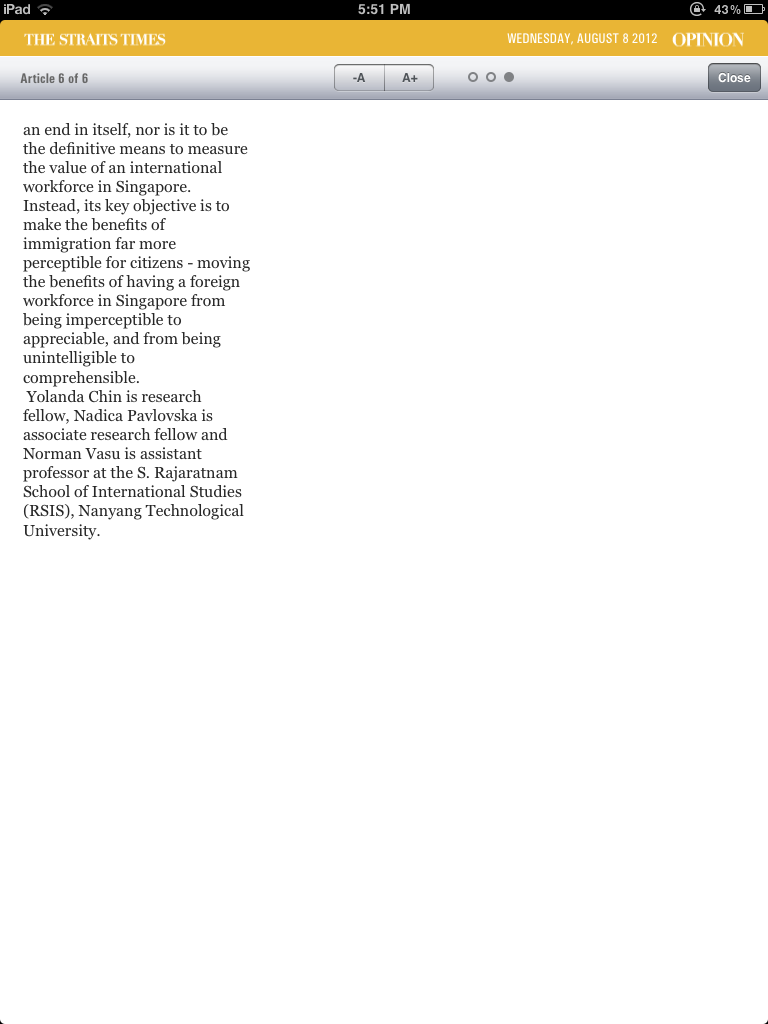 iPad 5:51 PM 43%
THE STRAITS TIMES WEDNESDAY, AUGUST 8 2012 OPINION
Article 6 of 6 -A A+ Close
an end in itself, nor is it to be
the definitive means to measure
the value of an international
workforce in Singapore.
Instead, its key objective is to
make the benefits of
immigration far more
perceptible for citizens - moving
the benefits of having a foreign
workforce in Singapore from
being imperceptible to
appreciable, and from being
unintelligible to
comprehensible.
Yolanda Chin is research
fellow, Nadica Pavlovska is
associate research fellow and
Norman Vasu is assistant
professor at the S. Rajaratnam
School of International Studies
(RSIS), Nanyang Technological
University.